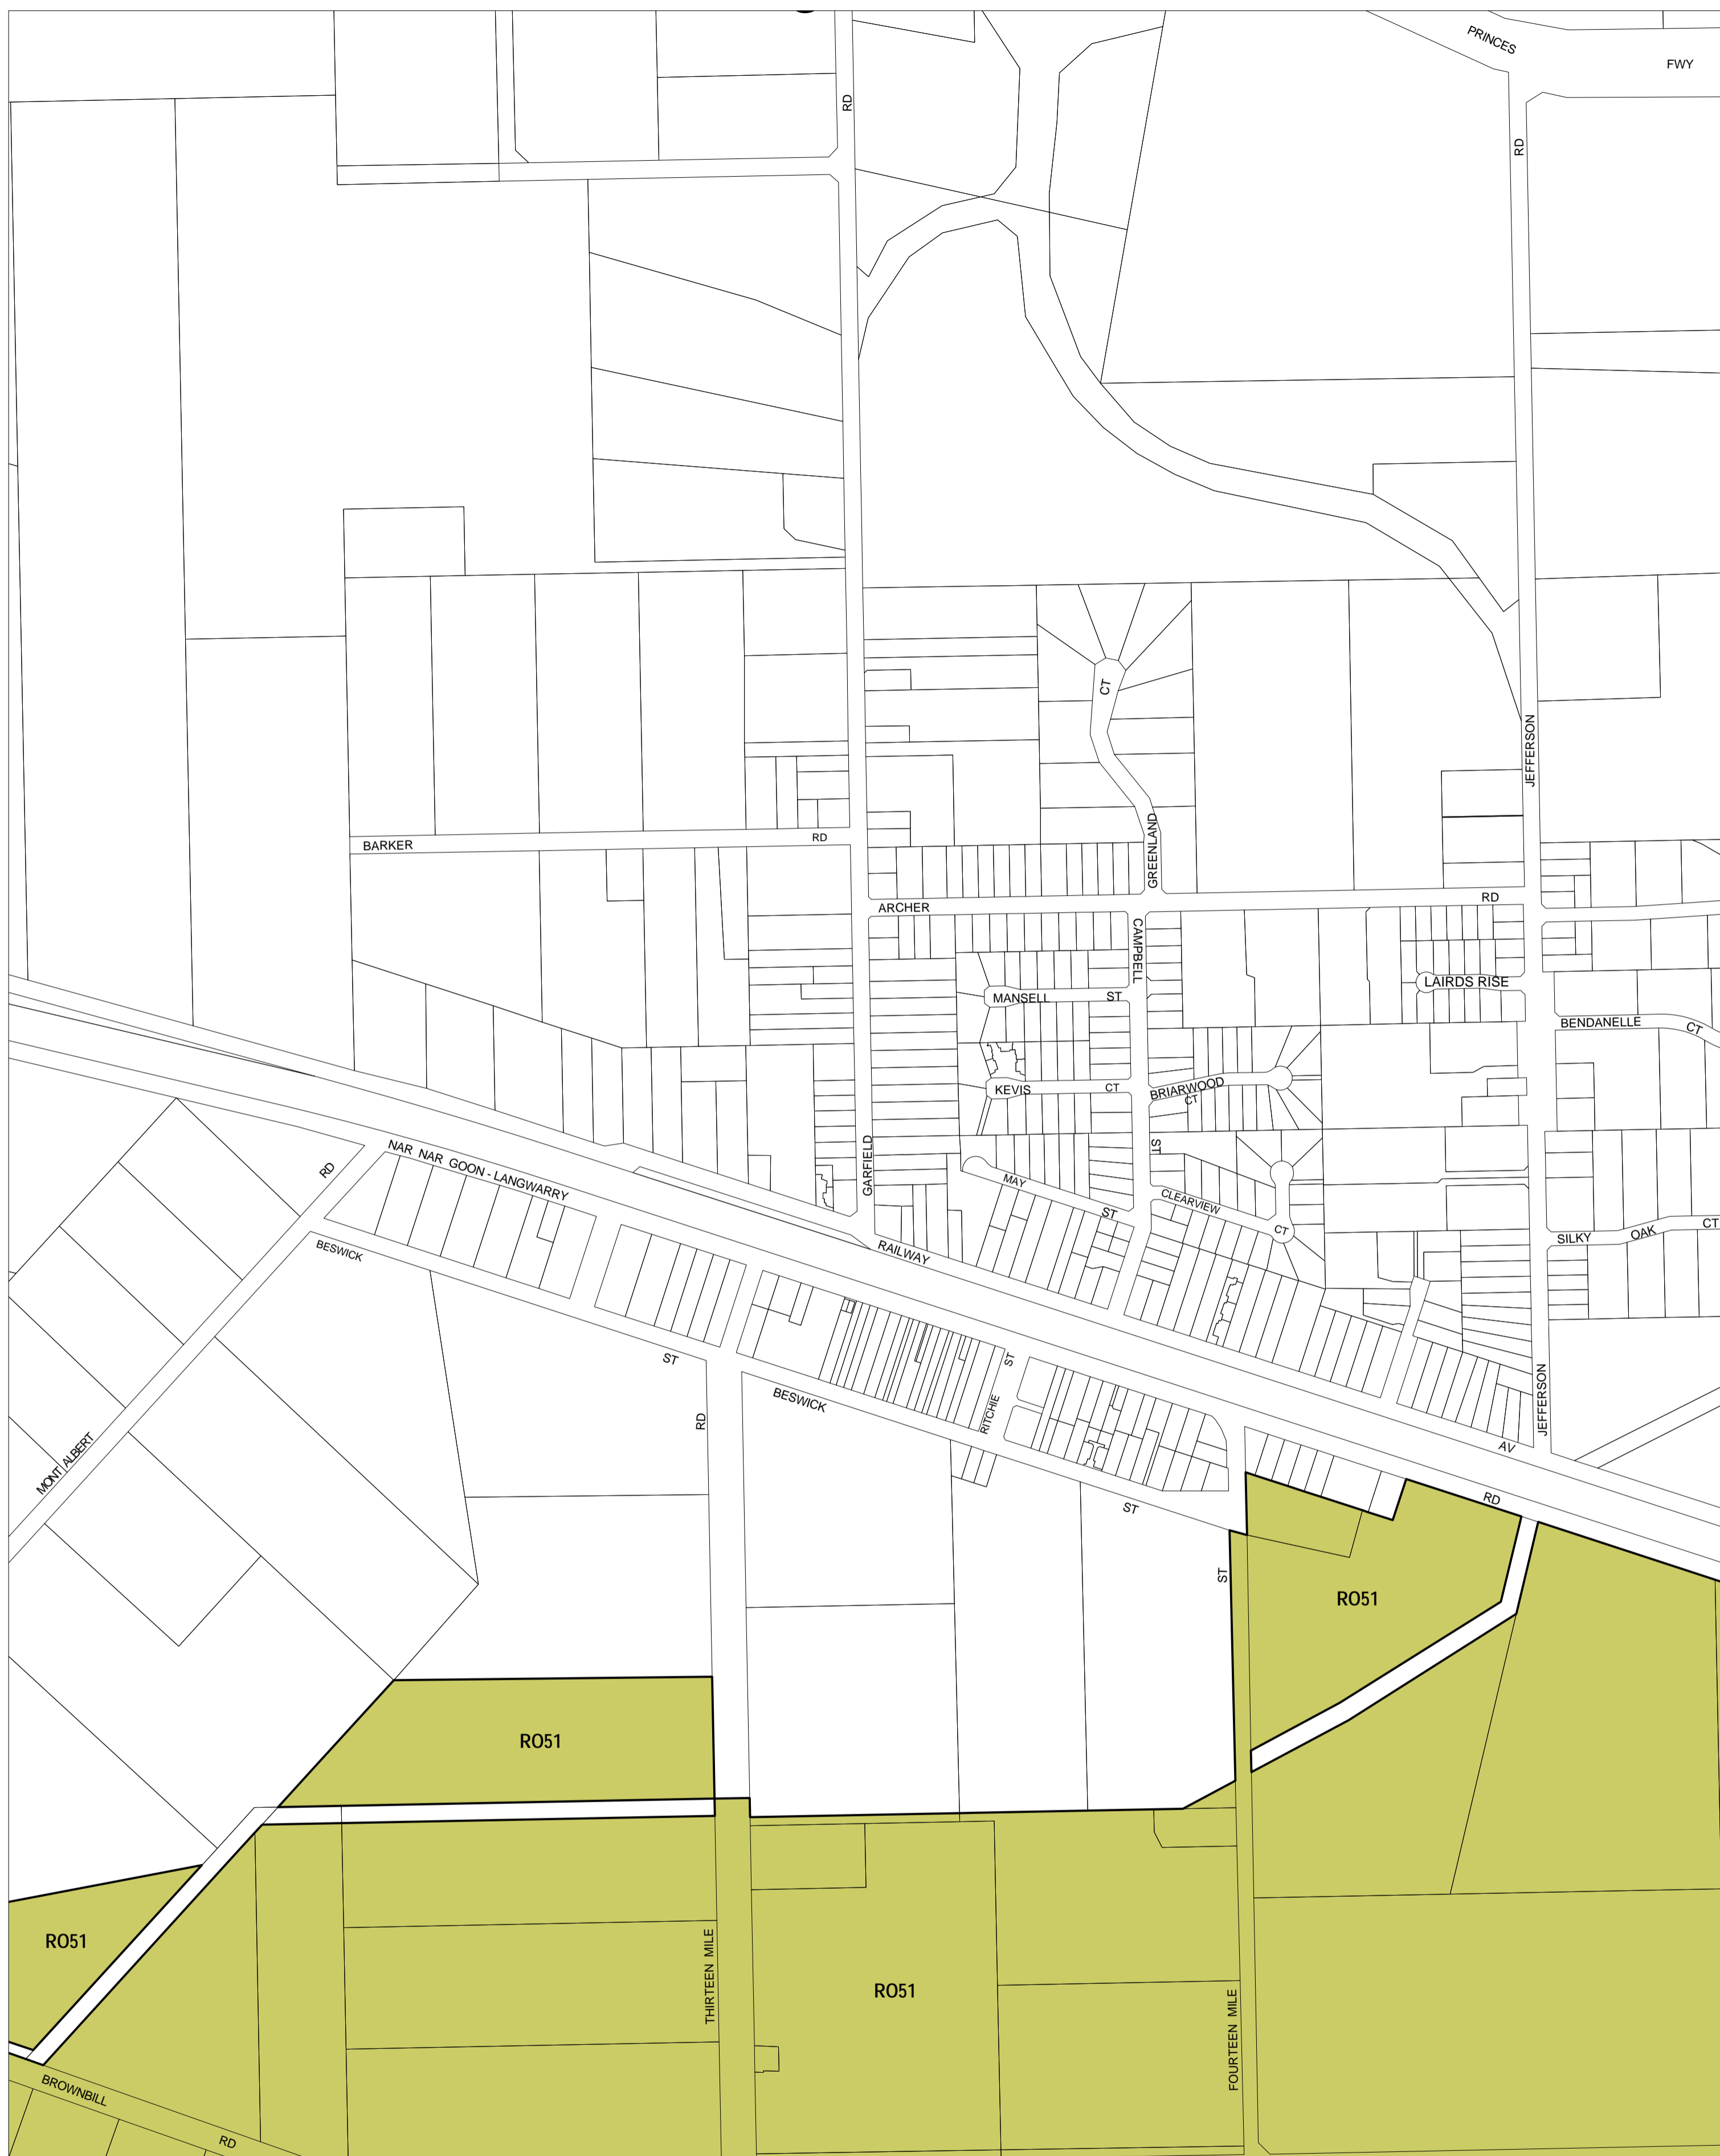 PRINCES
FWY
RD
RD
CT
JEFFERSON
GREENLAND
BARKER
RD
ARCHER
RD
CAMPBELL
LAIRDS RISE
MANSELL
ST
BENDANELLE
CT
KEVIS
CT
BRIARWOOD
CT
ST
GARFIELD
NAR NAR GOON - LANGWARRY
RD
MAY
ST
CLEARVIEW
CT
SILKY
OAK
CT
BESWICK
RAILWAY
ST
ST
BESWICK
RITCHIE
RD
JEFFERSON
MONT ALBERT
AV
RD
ST
ST
RO51
RO51
RO51
RO51
THIRTEEN MILE
FOURTEEN MILE
BROWNBILL
RD